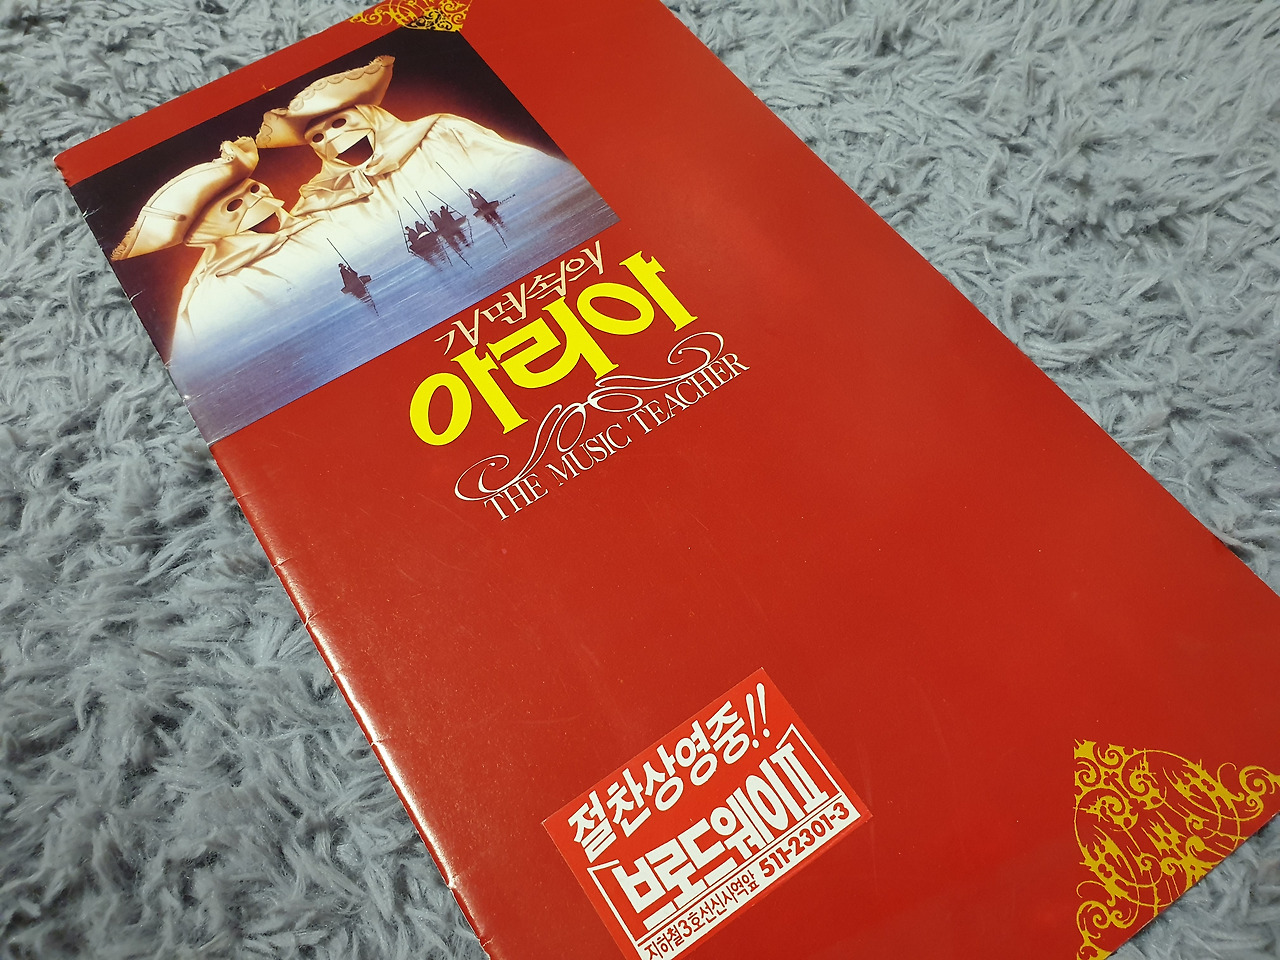 가면속의
아리아
THE MUSIC TEACHER
절찬상영중!!
브로드웨이Ⅱ
지하철3호선신사역앞 511-2301-3